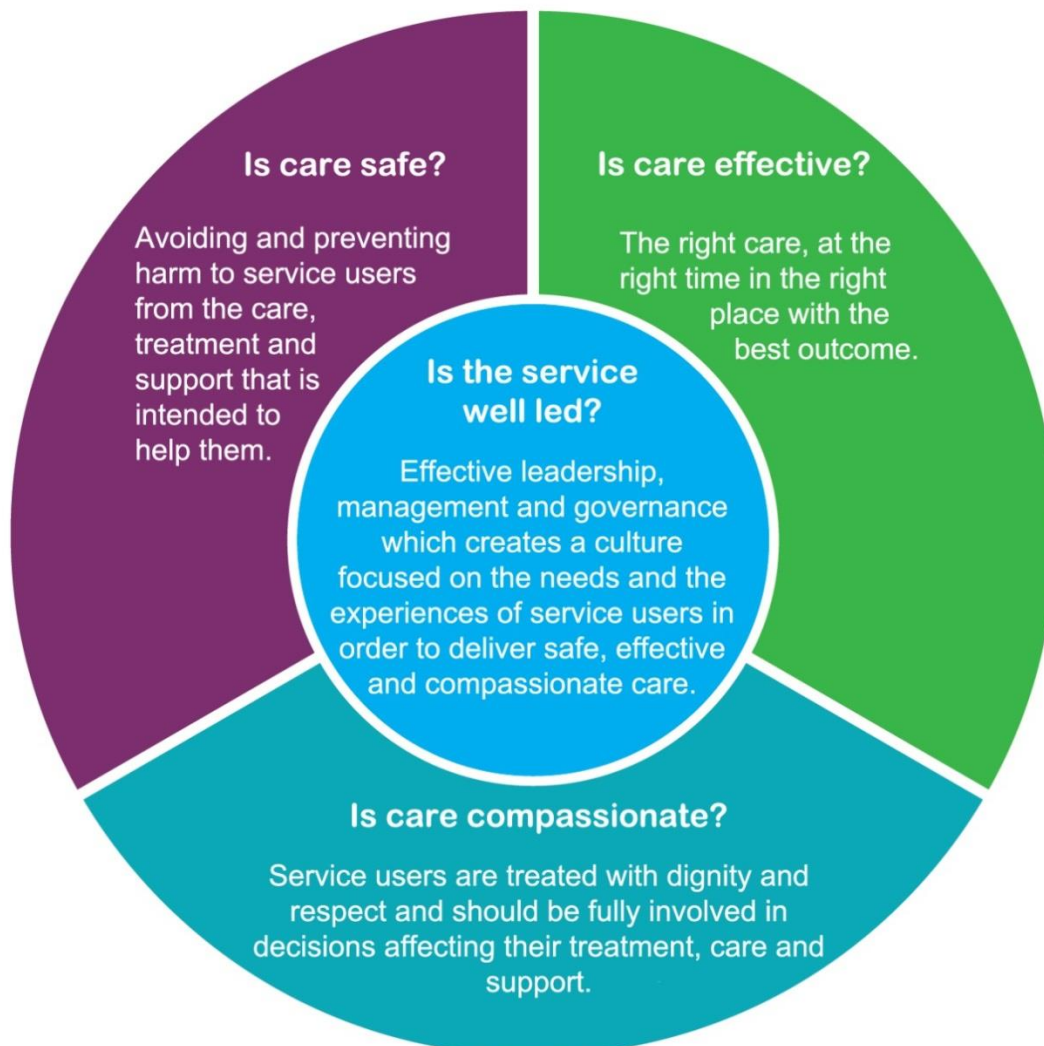 Is care safe?
Avoiding and preventing
harm to service users
from the care,
treatment and
support that is
intended to
help them.
Is care effective?
The right care, at the
right time in the right
place with the
best outcome.
Is the service
well led?
Effective leadership,
management and governance
which creates a culture
focused on the needs and the
experiences of service users in
order to deliver safe, effective
and compassionate care.
Is care compassionate?
Service users are treated with dignity and
respect and should be fully involved in
decisions affecting their treatment, care and
support.